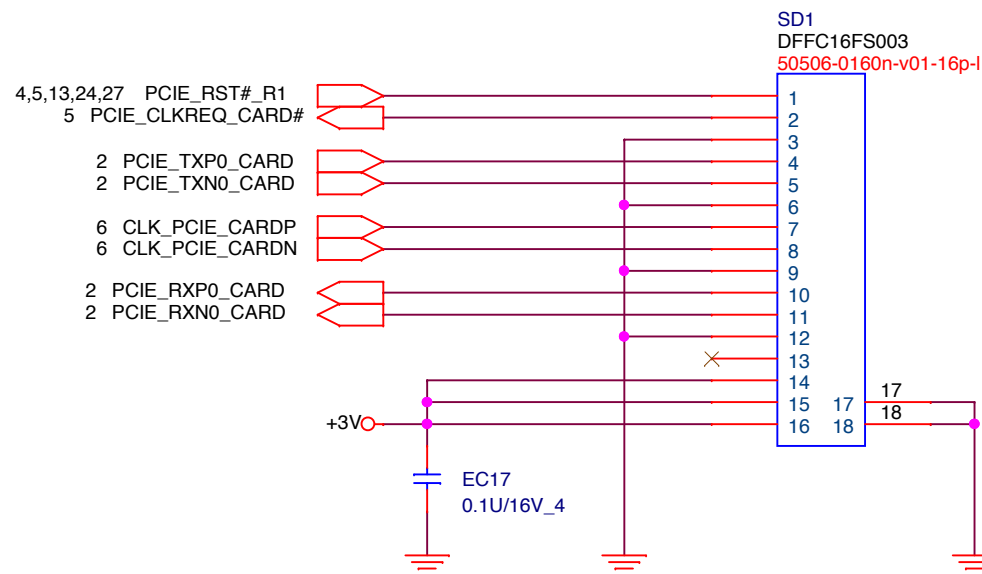 SD1
DFFC16FS003
50506-0160n-v01-16p-l
4,5,13,24,27 PCIE_RST#_R1
5 PCIE_CLKREQ_CARD#
2 PCIE_TXP0_CARD
2 PCIE_TXN0_CARD
6 CLK_PCIE_CARDP
6 CLK_PCIE_CARDN
2 PCIE_RXP0_CARD
2 PCIE_RXN0_CARD
1
2
3
4
5
6
7
8
9
10
11
12
13
14
15 17 17
16 18 18
+3V
EC17
0.1U/16V_4